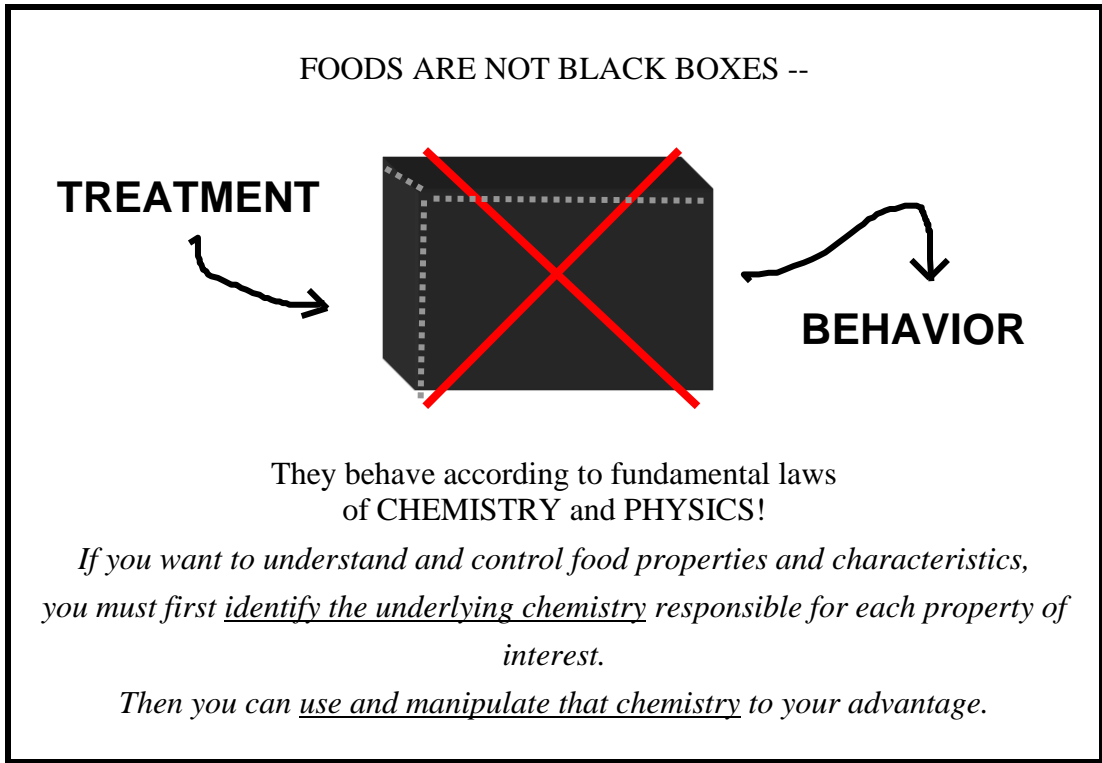 FOODS ARE NOT BLACK BOXES --
TREATMENT
BEHAVIOR
They behave according to fundamental laws
of CHEMISTRY and PHYSICS!
If you want to understand and control food properties and characteristics,
you must first identify the underlying chemistry responsible for each property of
interest.
Then you can use and manipulate that chemistry to your advantage.